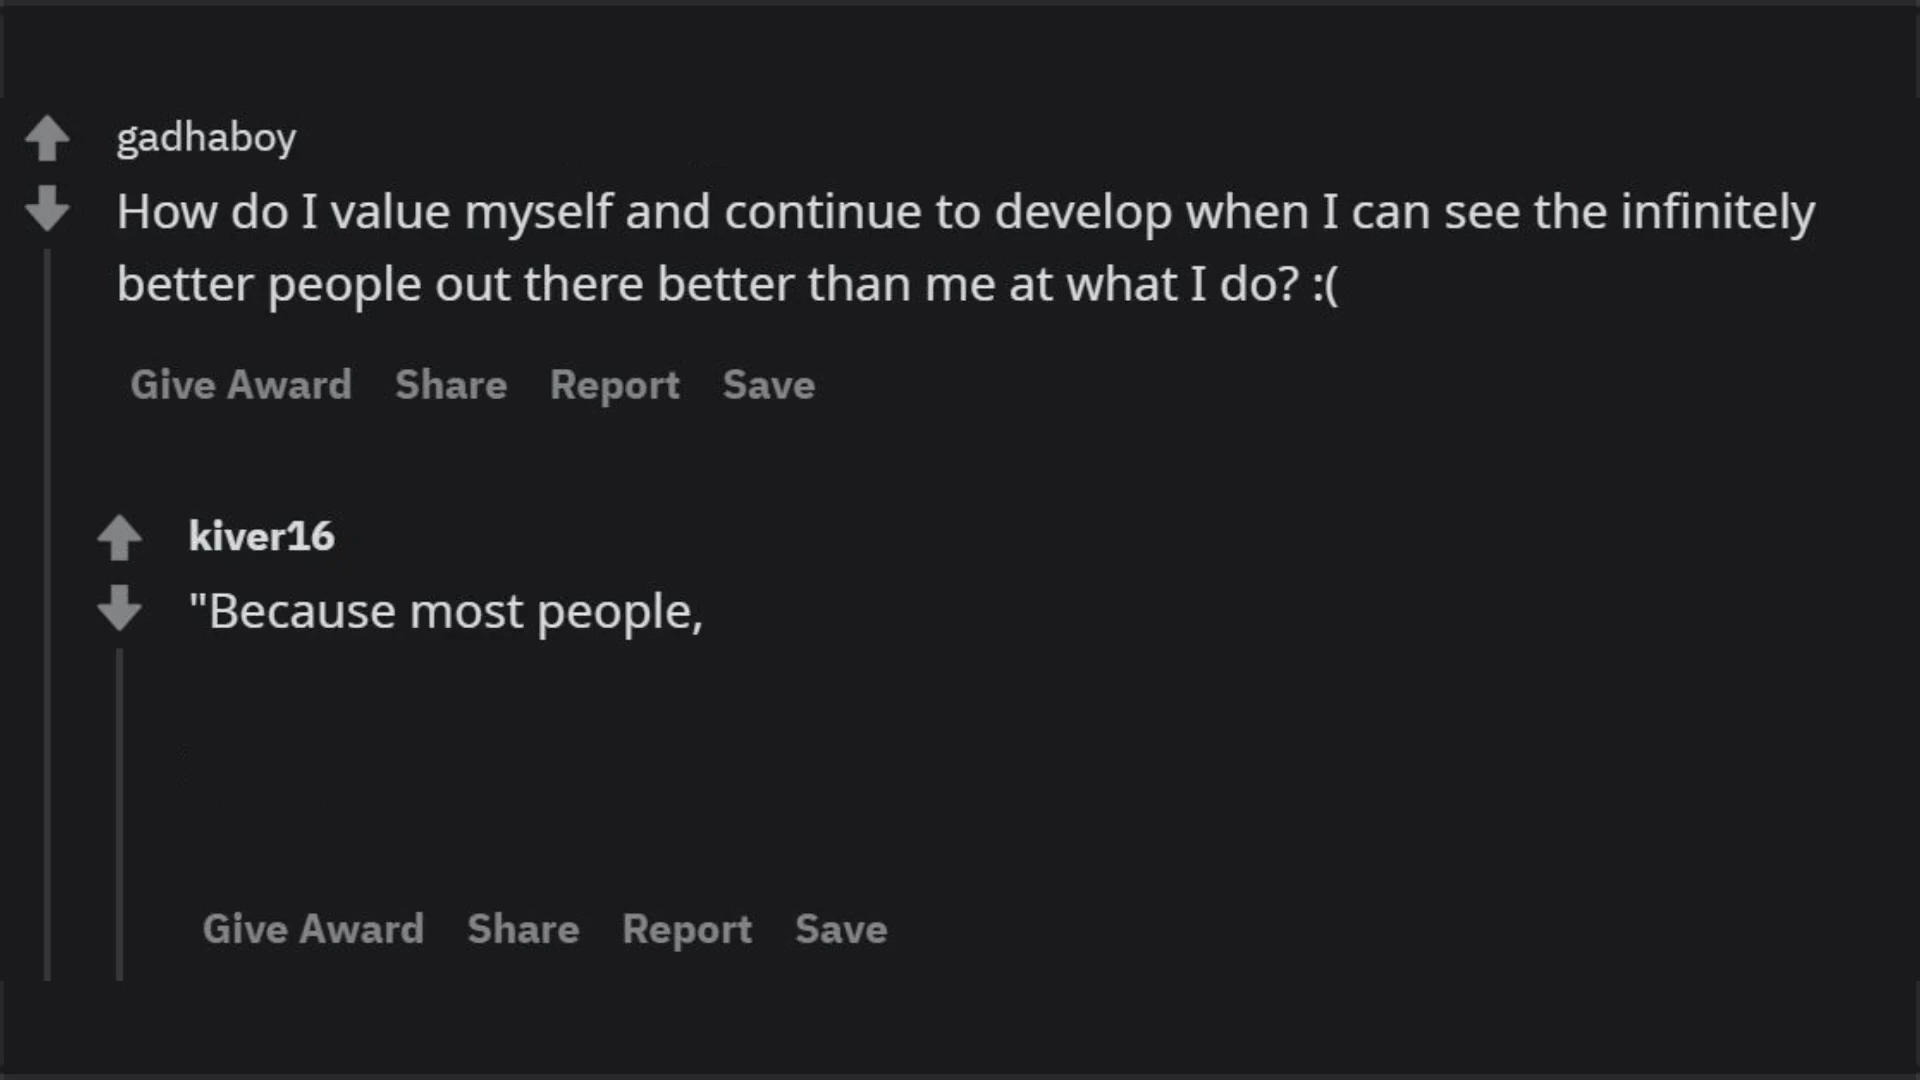 gadhaboy
How do I value myself and continue to develop when I can see the infinitely
better people out there better than me at what I do? :(
Give Award Share Report Save
kiver16
"Because most people,
Give Award Share Report Save